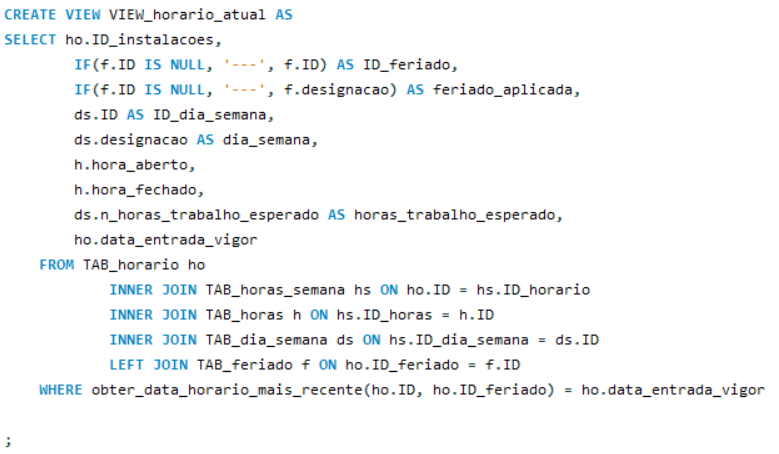 CREATE VIEW VIEW_horario_atual AS
SELECT ho.ID_instalacoes,
IF(f.ID IS NULL, '---', f.ID) AS ID_feriado,
IF(f.ID IS NULL, '---', f.designacao) AS feriado_aplicada,
ds.ID AS ID_dia_semana,
ds.designacao AS dia_semana,
h.hora_aberto,
h.hora_fechado,
ds.n_horas_trabalho_esperado AS horas_trabalho_esperado,
ho.data_entrada_vigor
FROM TAB_horario ho
INNER JOIN TAB_horas_semana hs ON ho.ID = hs.ID_horario
INNER JOIN TAB_horas h ON hs.ID_horas = h.ID
INNER JOIN TAB_dia_semana ds ON hs.ID_dia_semana = ds.ID
LEFT JOIN TAB_feriado f ON ho.ID_feriado = f.ID
WHERE obter_data_horario_mais_recente(ho.ID, ho.ID_feriado) = ho.data_entrada_vigor
;